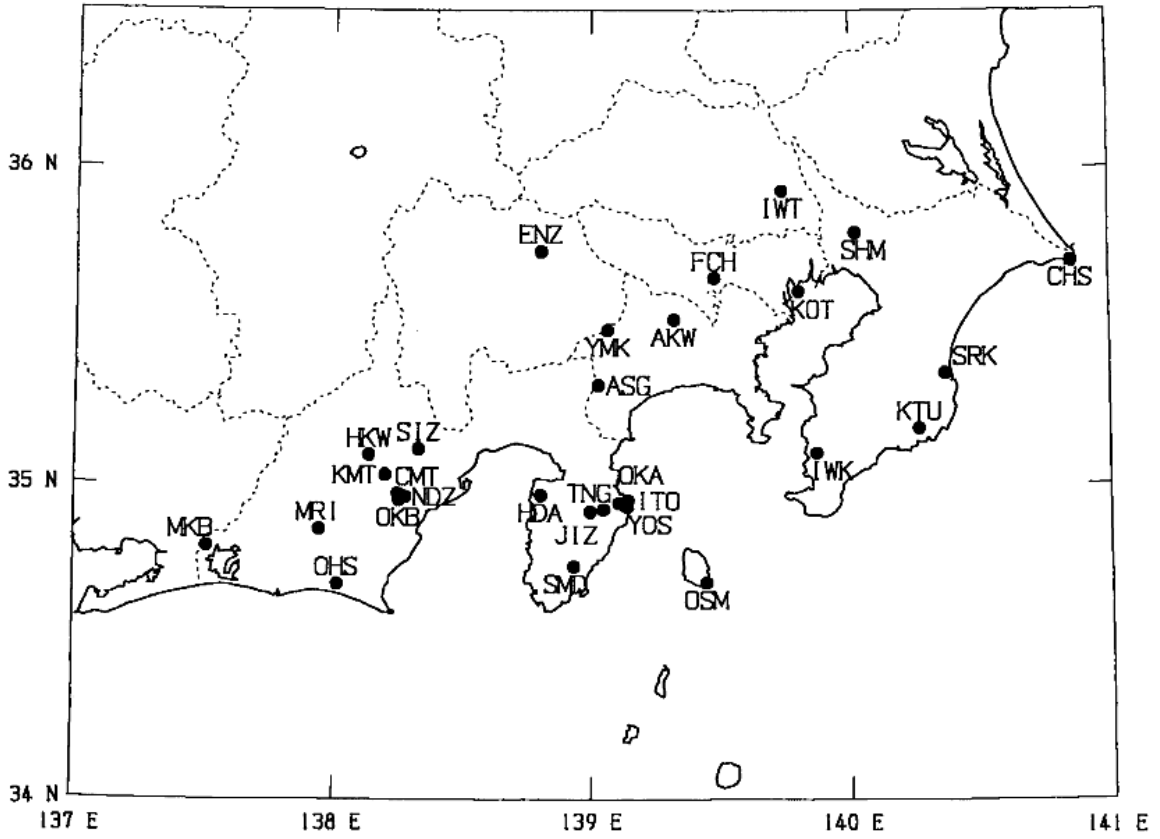 36 N
IWT
ENZ
SHM
FCH
CHS
KOT
AKW
YMK
SRK
ASG
KTU
HKW
SIZ
IWK
KMT
CMT
OKA
35 N
TNG
ITO
NDZ
MRI
HDA
OKB
YOS
MKB
JIZ
OHS
SMD
OSM
34 N
137 E
138 E
139 E
140 E
141 E